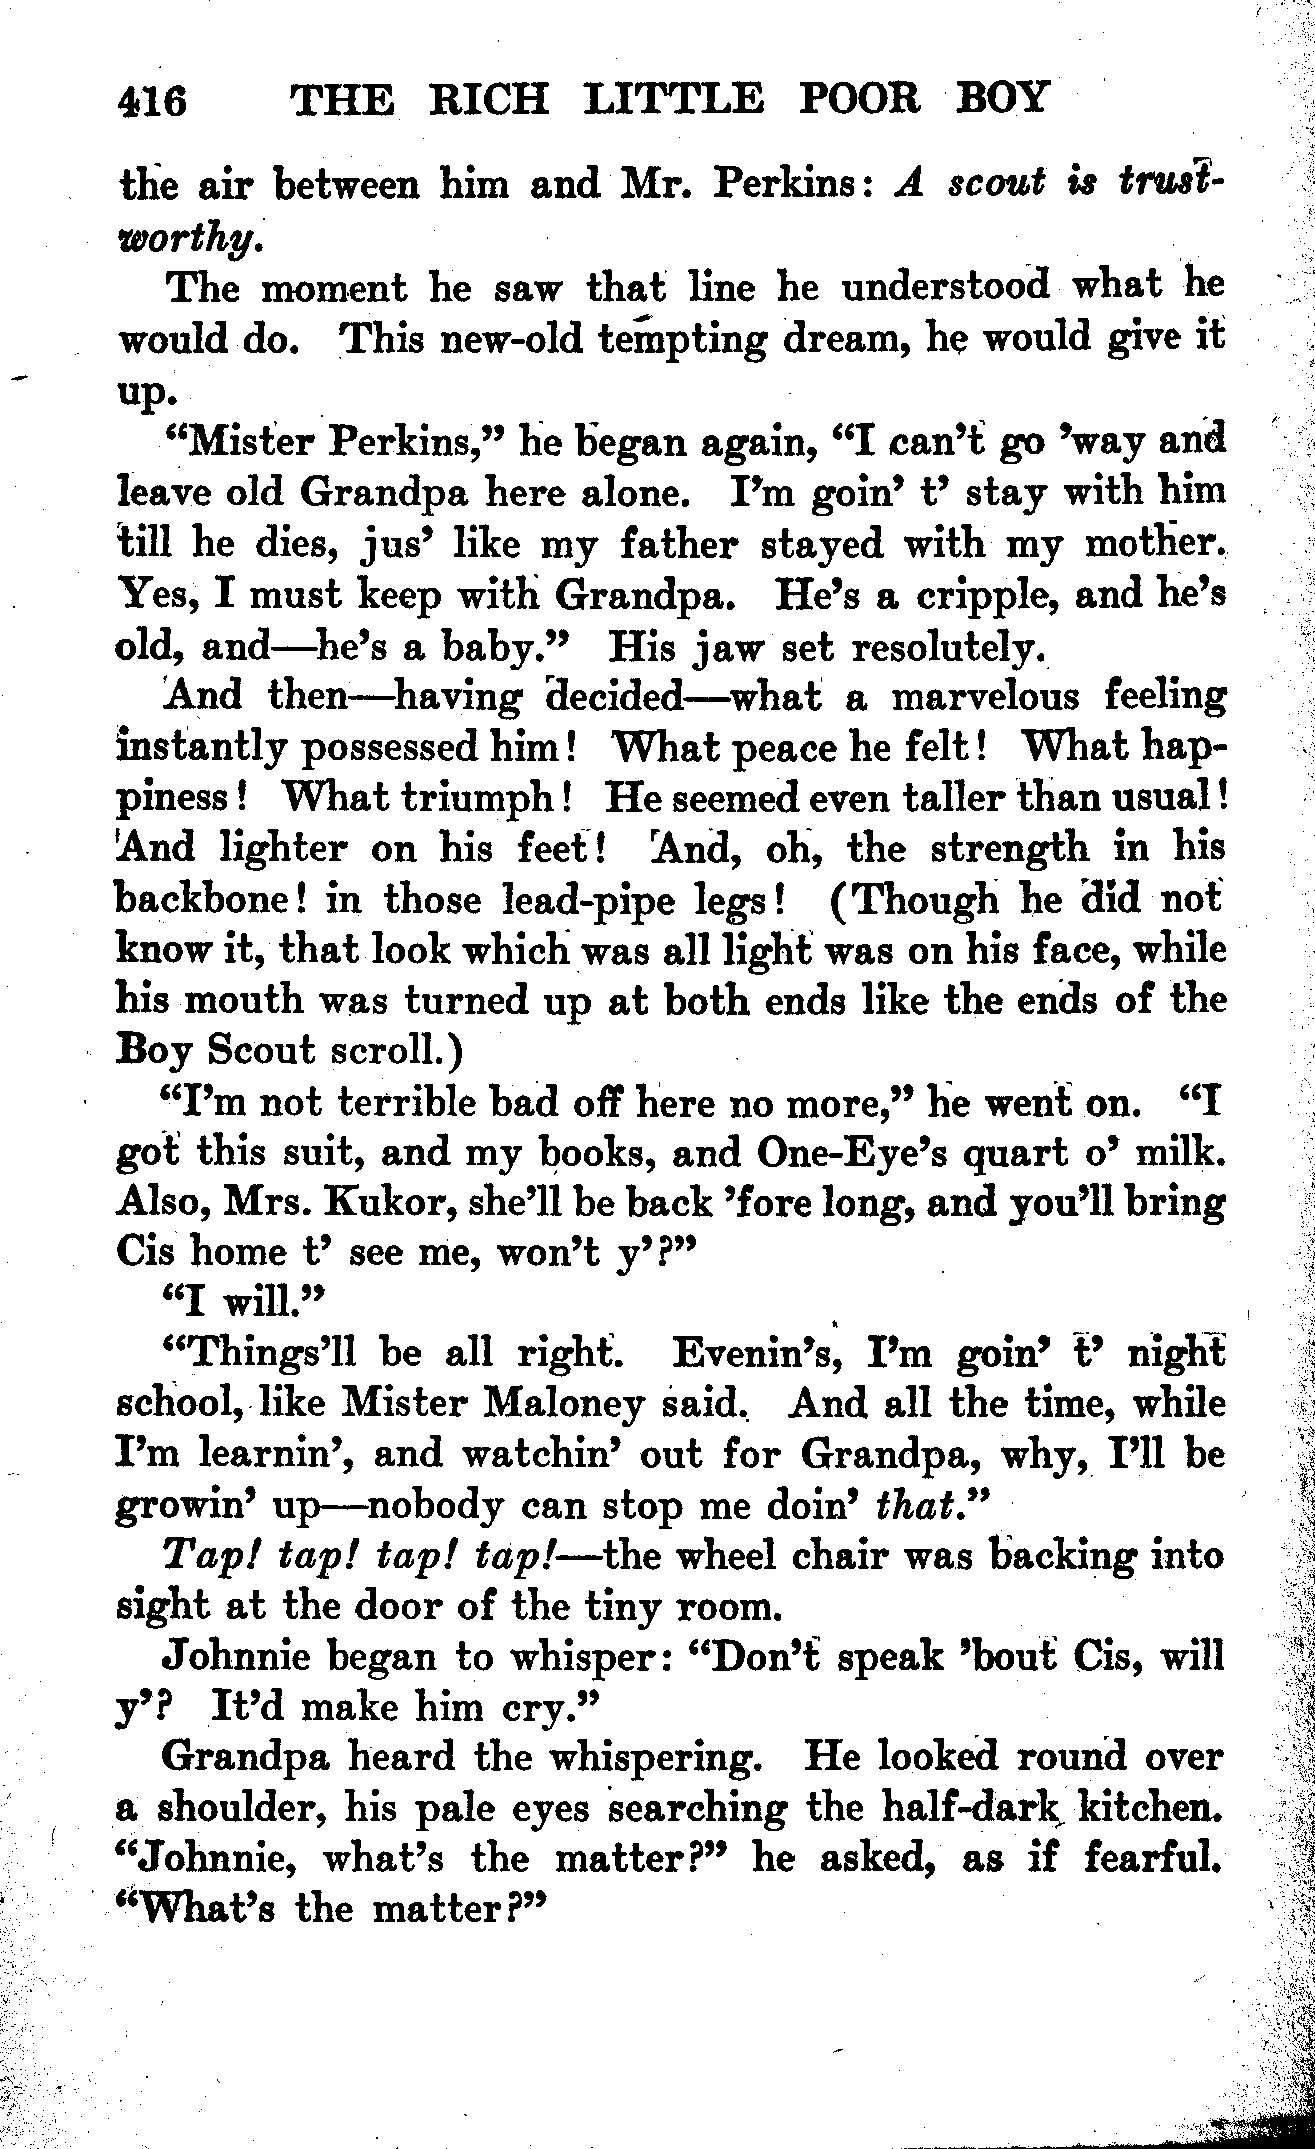 416 THE RICH LITTLE POOR BOY
the air between him and Mr. Perkins: A scout is trust-
worthy.
The moment he saw that line he understood what he
would do. This new-old tempting dream, he would give it
up.
“Mister Perkins,” he began again, “I can’t go ’way and
leave old Grandpa here alone. I’m goin’ t’ stay with him
till he dies, jus’ like my father stayed with my mother.
Yes, I must keep with Grandpa. He’s a cripple, and he’s
old, and—he’s a baby.” His jaw set resolutely.
And then—having decided—what a marvelous feeling
instantly possessed him! What peace he felt! What hap-
piness! What triumph! He seemed even taller than usual!
And lighter on his feet! And, oh, the strength in his
backbone! in those lead-pipe legs! (Though he did not
know it, that look which was all light was on his face, while
his mouth was turned up at both ends like the ends of the
Boy Scout scroll.)
“I’m not terrible bad off here no more,” he went on. “I
got this suit, and my books, and One-Eye’s quart o’ milk.
Also, Mrs. Kukor, she’ll be back ’fore long, and you’ll bring
Cis home t’ see me, won’t y’?”
“I will.”
“Things’ll be all right. Evenin’s, I’m goin’ t’ night
school, like Mister Maloney said. And all the time, while
I’m learnin’, and watchin’ out for Grandpa, why, I’ll be
growin’ up—nobody can stop me doin’ that.”
Tap! tap! tap! tap!—the wheel chair was backing into
sight at the door of the tiny room.
Johnnie began to whisper: “Don’t speak ’bout Cis, will
y’? It’d make him cry.”
Grandpa heard the whispering. He looked round over
a shoulder, his pale eyes searching the half-dark kitchen.
“Johnnie, what’s the matter?” he asked, as if fearful.
“What’s the matter?”